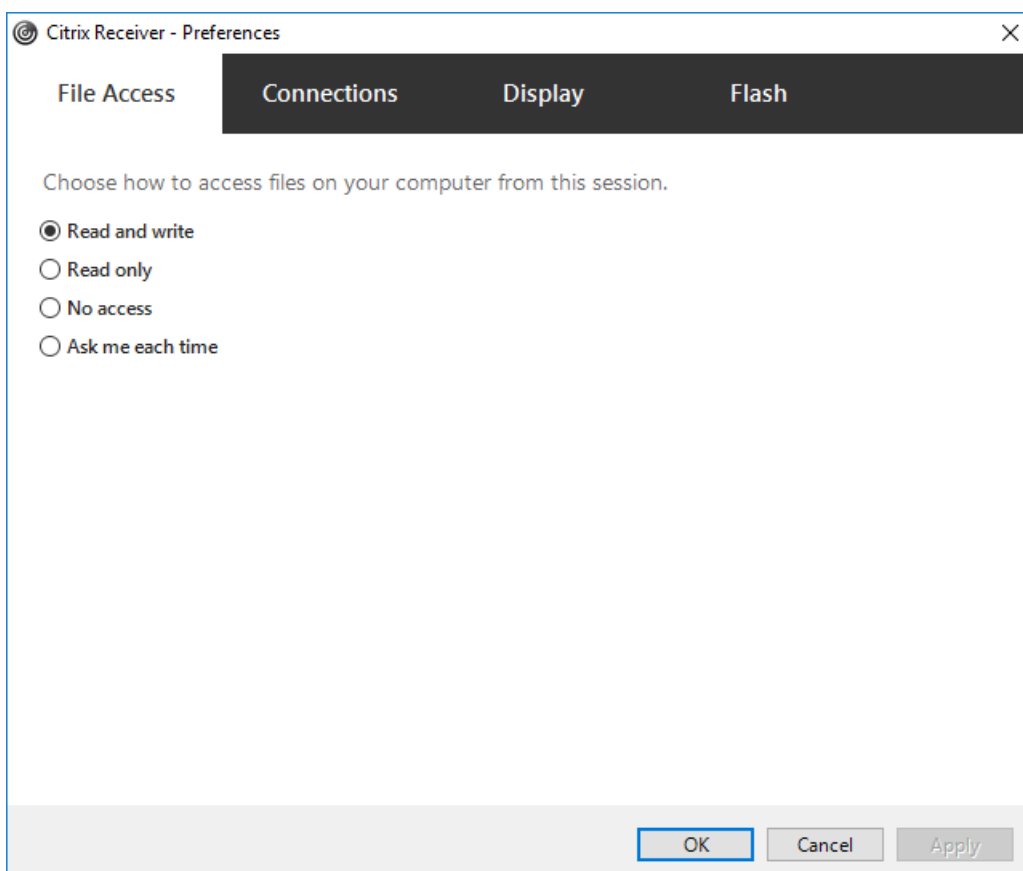 Citrix Receiver - Preferences
File Access Connections Display Flash
Choose how to access files on your computer from this session.
Read and write
Read only
No access
Ask me each time
OK Cancel Apply